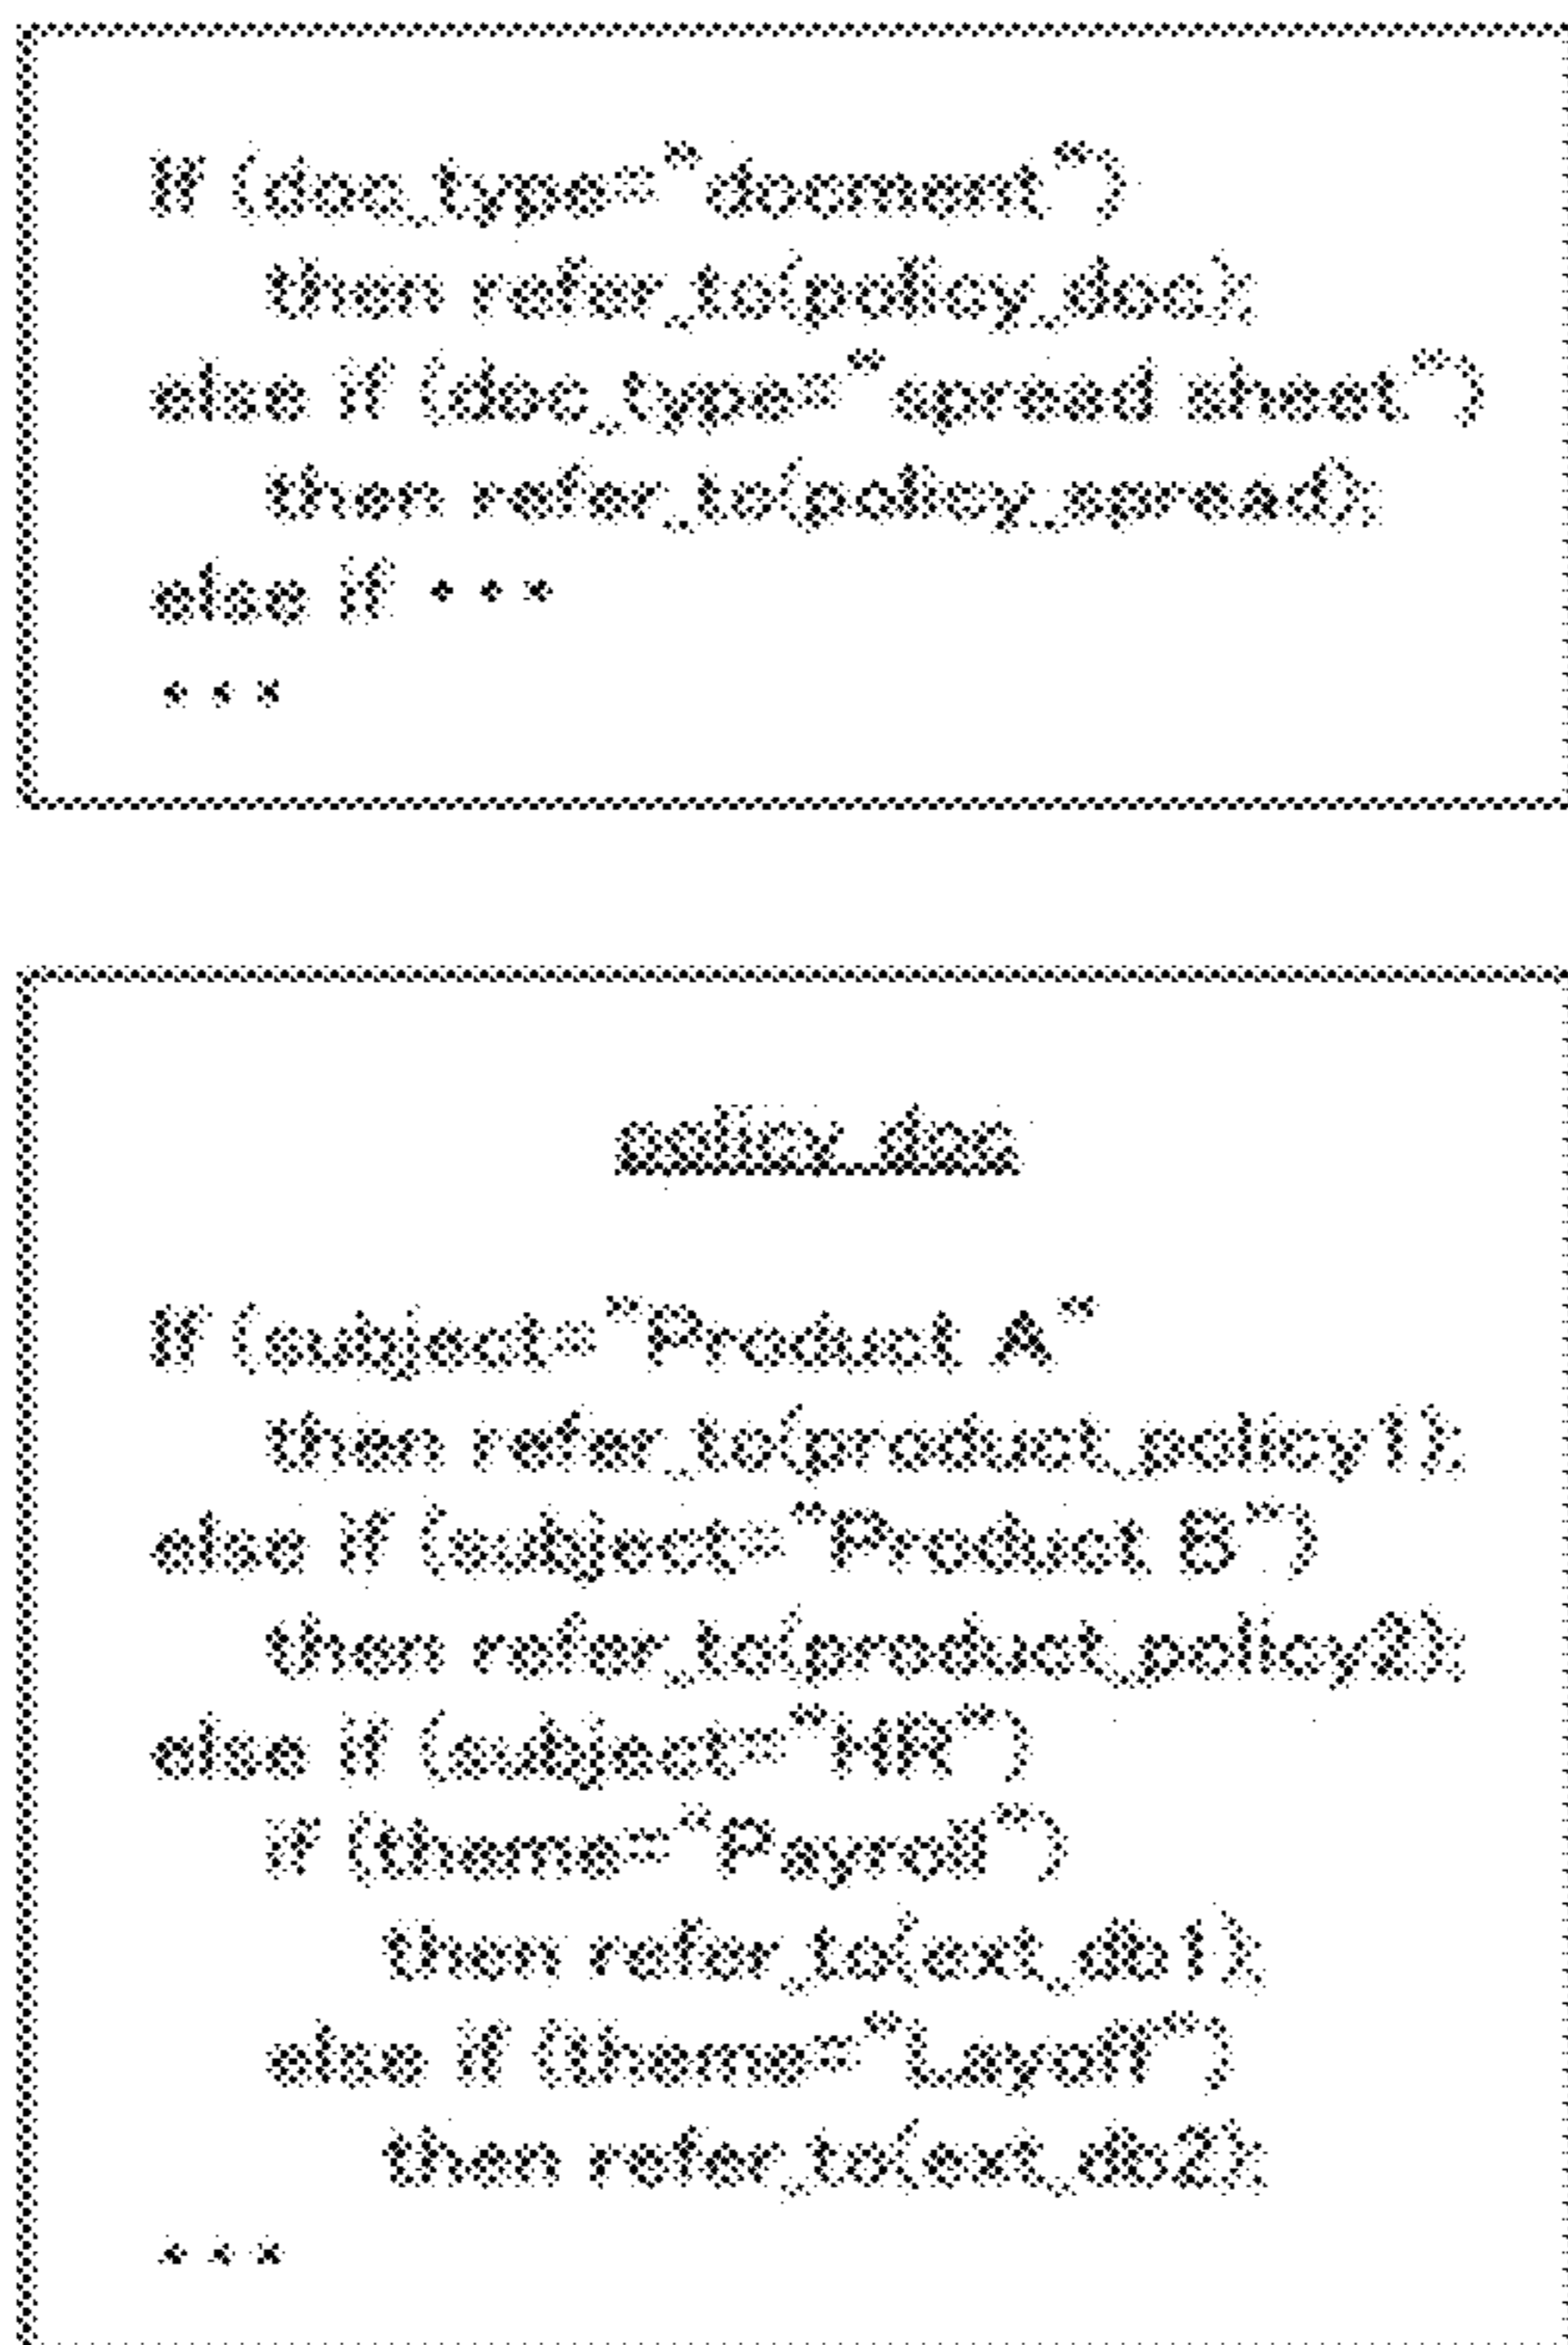 If (doc_type="docment")
then refer_to(policy_doc);
else if (doc_type="spread sheet")
then refer_to(policy_spread);
else if ･･･
･･･
policy_doc
If (subject="Product A"
then refer_to(product_policy1);
else if (subject="Product B")
then refer_to(product_policy2);
else if (subject="HR")
if (theme="Payroll")
then refer_to(ext_db1);
else if (theme="Layoff")
then refer_to(ext_db2);
･･･